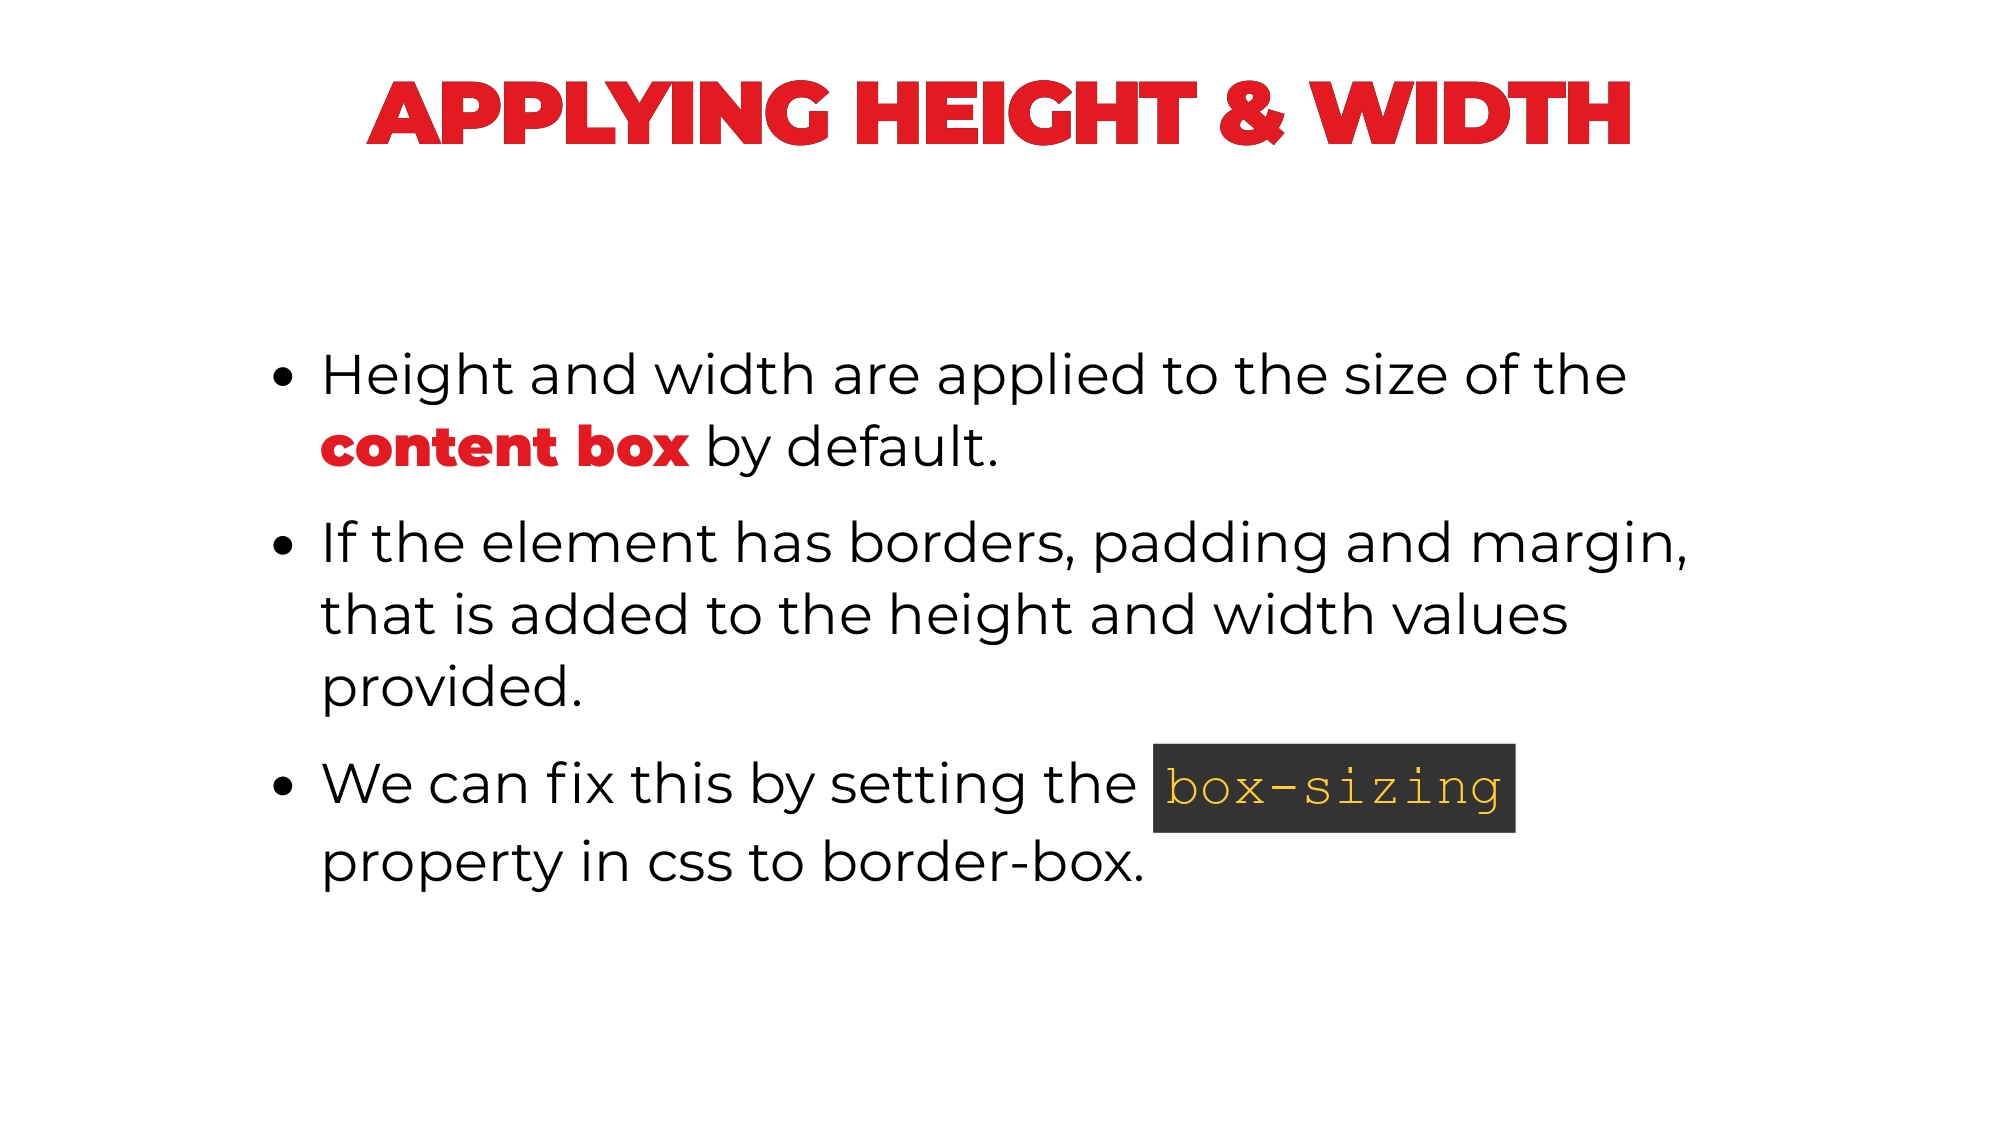 APPLYING HEIGHT & WIDTH
• Height and width are applied to the size of the
content box by default.
• If the element has borders, padding and margin,
that is added to the height and width values
provided.
• We can fix this by setting the box-sizing
property in css to border-box.